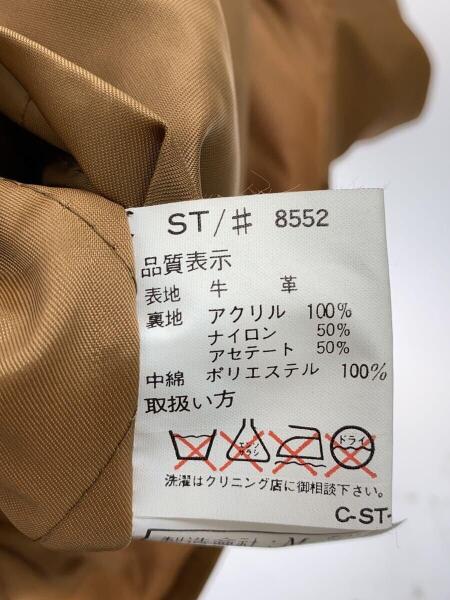 ST/# 8552
品質表示
表地 牛 革
裏地 アクリル 100%
ナイロン 50%
アセテート 50%
中綿 ポリエステル 100%
取扱い方
エンソ サラシ ドライ
洗濯はクリニング店に御相談下さい。
C-ST-